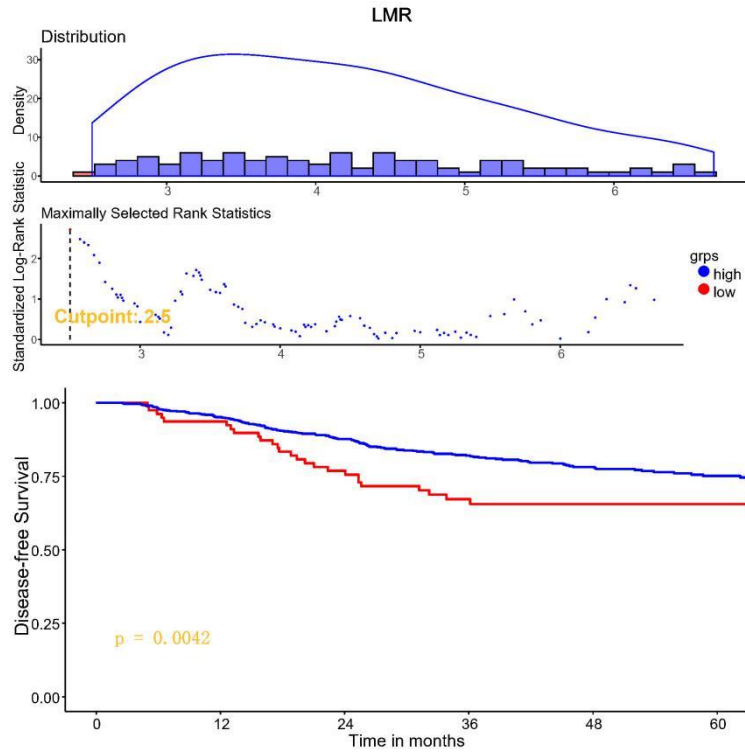 LMR
Distribution
Density
30
20
10
0
3
4
5
6
Maximally Selected Rank Statistics
Standardized Log-Rank Statistic
2
1
0
Cutpoint: 2.5
3
4
5
6
grps
high
low
Disease-free Survival
1.00
0.75
0.50
0.25
0.00
p = 0.0042
0
12
24
36
48
60
Time in months